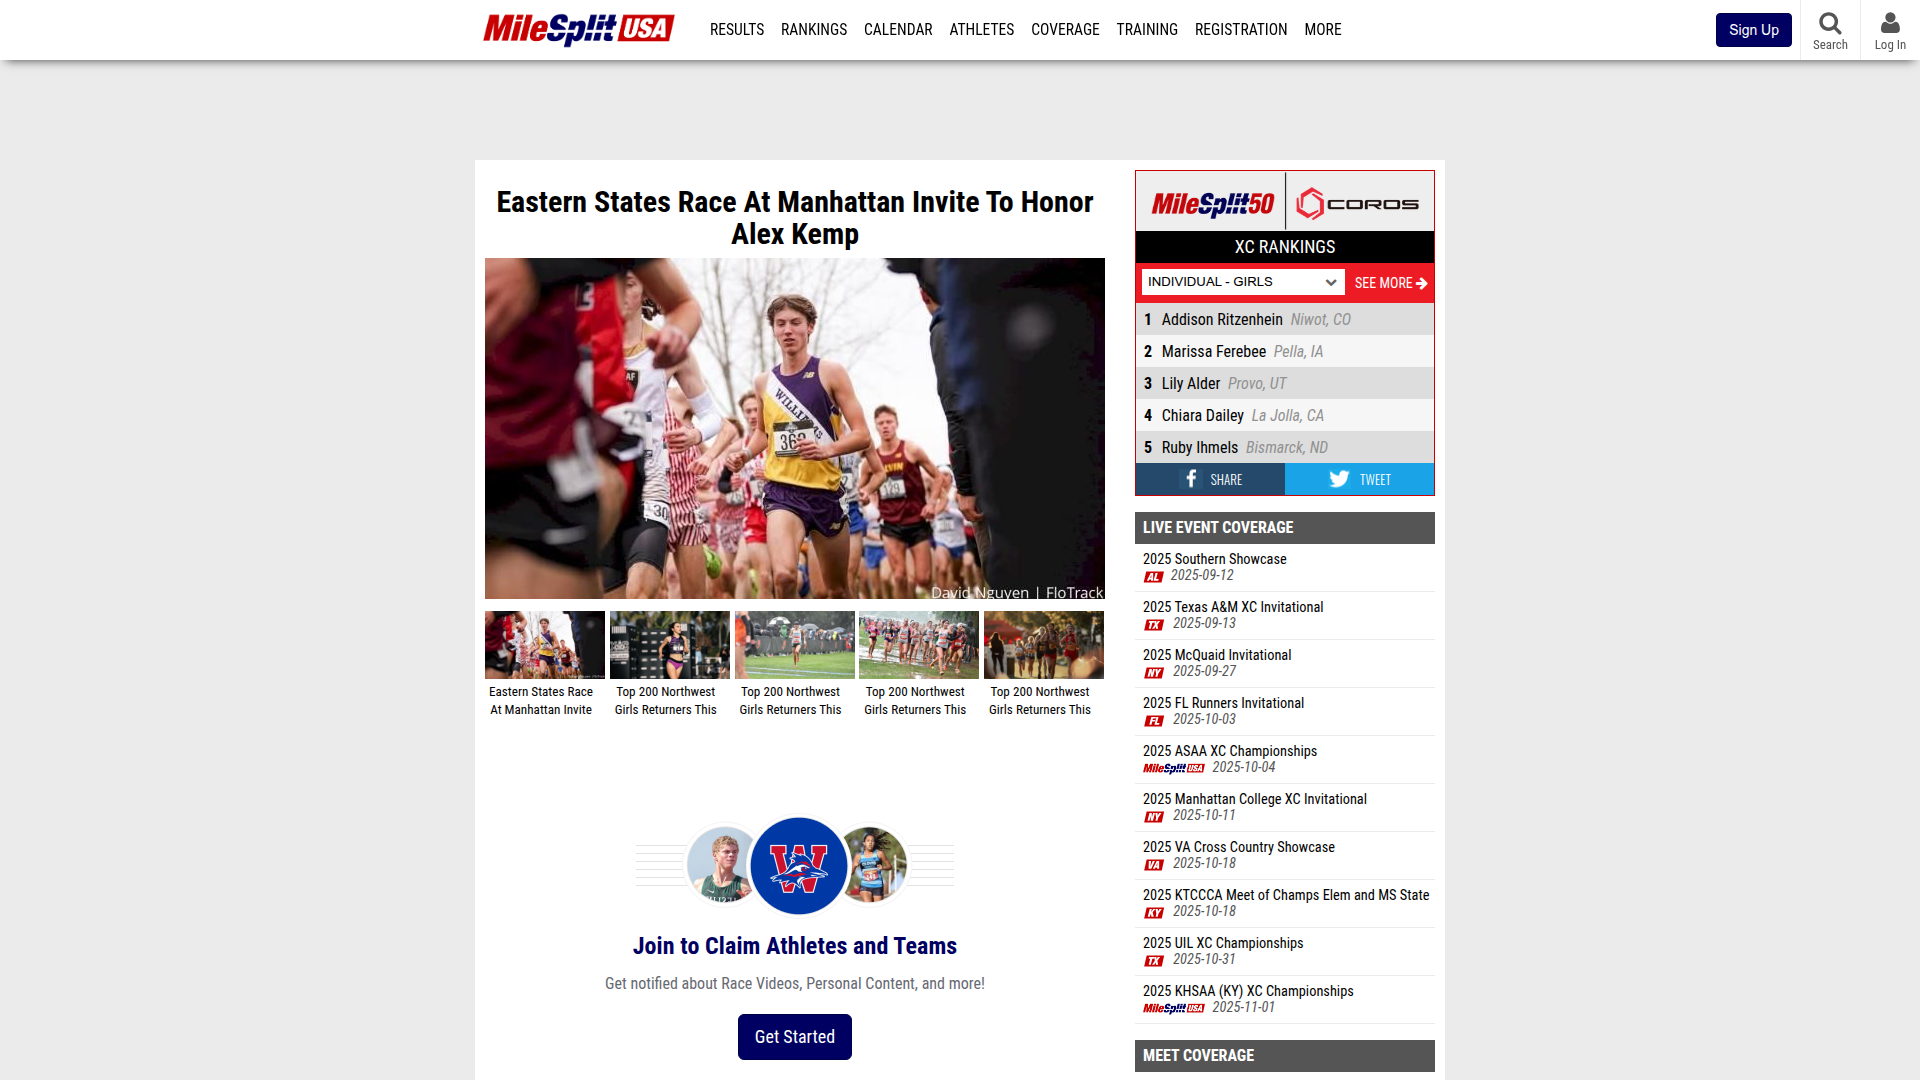 MileSplit USA
RESULTS
RANKINGS
CALENDAR
ATHLETES
COVERAGE
TRAINING
REGISTRATION
MORE
Sign Up
Search
Log In
Eastern States Race At Manhattan Invite To Honor
Alex Kemp
WILLIAMS
David Nguyen | FloTrack
Eastern States Race
At Manhattan Invite
Top 200 Northwest
Girls Returners This
Top 200 Northwest
Girls Returners This
Top 200 Northwest
Girls Returners This
Top 200 Northwest
Girls Returners This
W
Join to Claim Athletes and Teams
Get notified about Race Videos, Personal Content, and more!
Get Started
MileSplit50
COROS
XC RANKINGS
INDIVIDUAL - GIRLS
SEE MORE
1 Addison Ritzenhein Niwot, CO
2 Marissa Ferebee Pella, IA
3 Lily Alder Provo, UT
4 Chiara Dailey La Jolla, CA
5 Ruby Ihmels Bismarck, ND
SHARE
TWEET
LIVE EVENT COVERAGE
2025 Southern Showcase
AL 2025-09-12
2025 Texas A&M XC Invitational
TX 2025-09-13
2025 McQuaid Invitational
NY 2025-09-27
2025 FL Runners Invitational
FL 2025-10-03
2025 ASAA XC Championships
MileSplit USA 2025-10-04
2025 Manhattan College XC Invitational
NY 2025-10-11
2025 VA Cross Country Showcase
VA 2025-10-18
2025 KTCCCA Meet of Champs Elem and MS State
KY 2025-10-18
2025 UIL XC Championships
TX 2025-10-31
2025 KHSAA (KY) XC Championships
MileSplit USA 2025-11-01
MEET COVERAGE